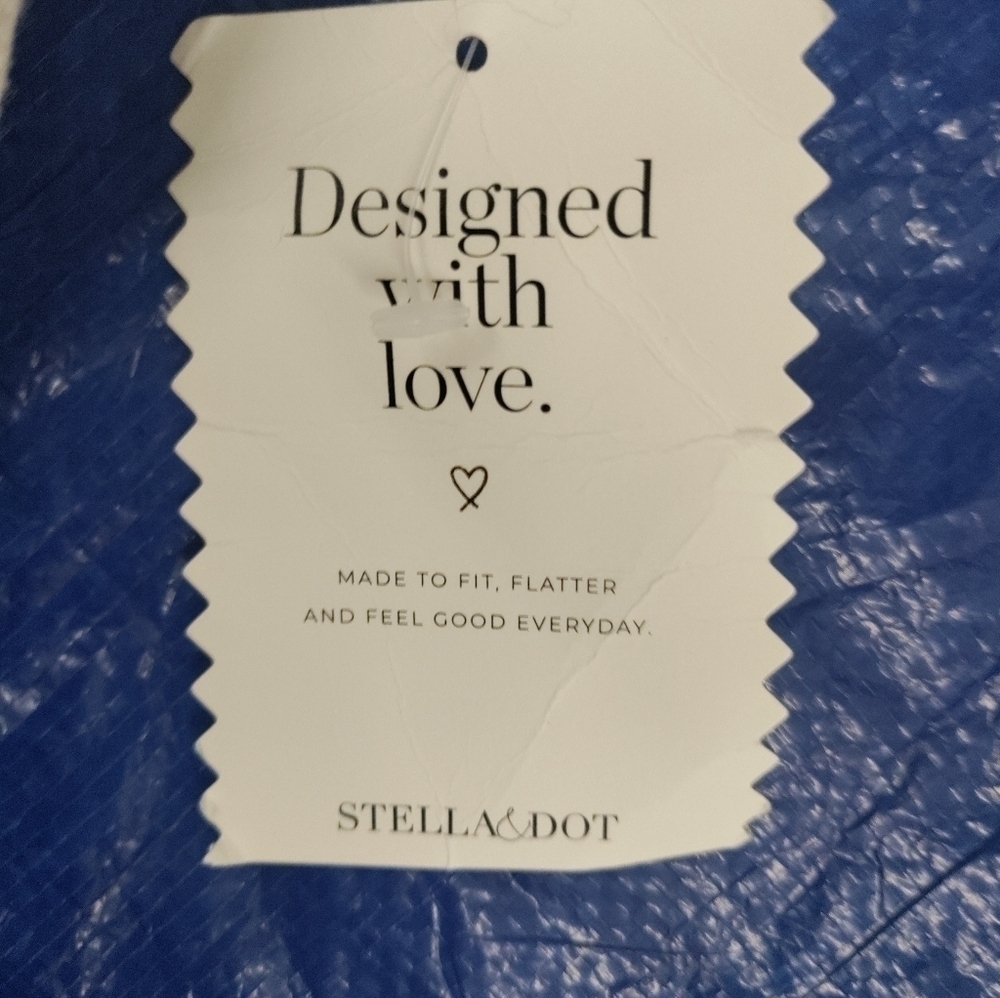 Designed
with
love.
MADE TO FIT, FLATTER
AND FEEL GOOD EVERYDAY.
STELLA&DOT